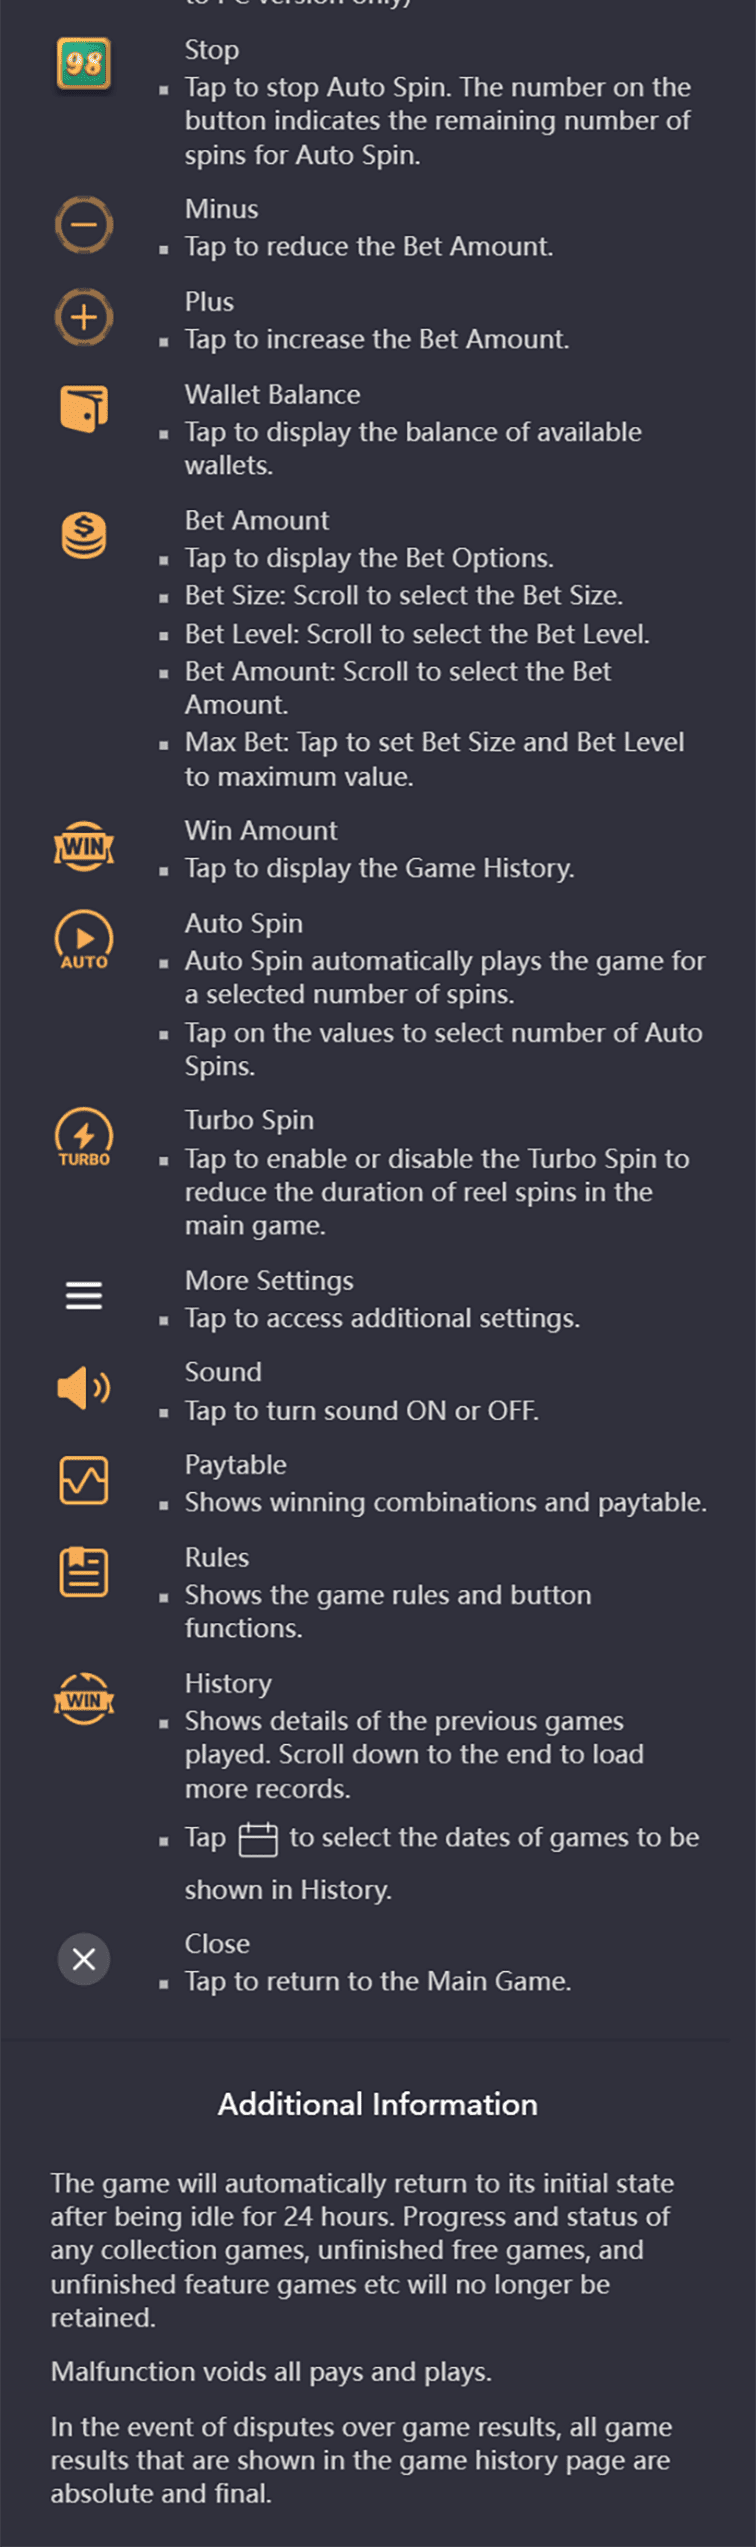 to PC version only)
Stop
98
▪ Tap to stop Auto Spin. The number on the
button indicates the remaining number of
spins for Auto Spin.
Minus
▪ Tap to reduce the Bet Amount.
Plus
▪ Tap to increase the Bet Amount.
Wallet Balance
▪ Tap to display the balance of available
wallets.
Bet Amount
▪ Tap to display the Bet Options.
▪ Bet Size: Scroll to select the Bet Size.
▪ Bet Level: Scroll to select the Bet Level.
▪ Bet Amount: Scroll to select the Bet
Amount.
▪ Max Bet: Tap to set Bet Size and Bet Level
to maximum value.
Win Amount
WIN
▪ Tap to display the Game History.
Auto Spin
AUTO
▪ Auto Spin automatically plays the game for
a selected number of spins.
▪ Tap on the values to select number of Auto
Spins.
Turbo Spin
TURBO
▪ Tap to enable or disable the Turbo Spin to
reduce the duration of reel spins in the
main game.
More Settings
▪ Tap to access additional settings.
Sound
▪ Tap to turn sound ON or OFF.
Paytable
▪ Shows winning combinations and paytable.
Rules
▪ Shows the game rules and button
functions.
History
WIN
▪ Shows details of the previous games
played. Scroll down to the end to load
more records.
▪ Tap to select the dates of games to be
shown in History.
Close
▪ Tap to return to the Main Game.
Additional Information
The game will automatically return to its initial state
after being idle for 24 hours. Progress and status of
any collection games, unfinished free games, and
unfinished feature games etc will no longer be
retained.
Malfunction voids all pays and plays.
In the event of disputes over game results, all game
results that are shown in the game history page are
absolute and final.